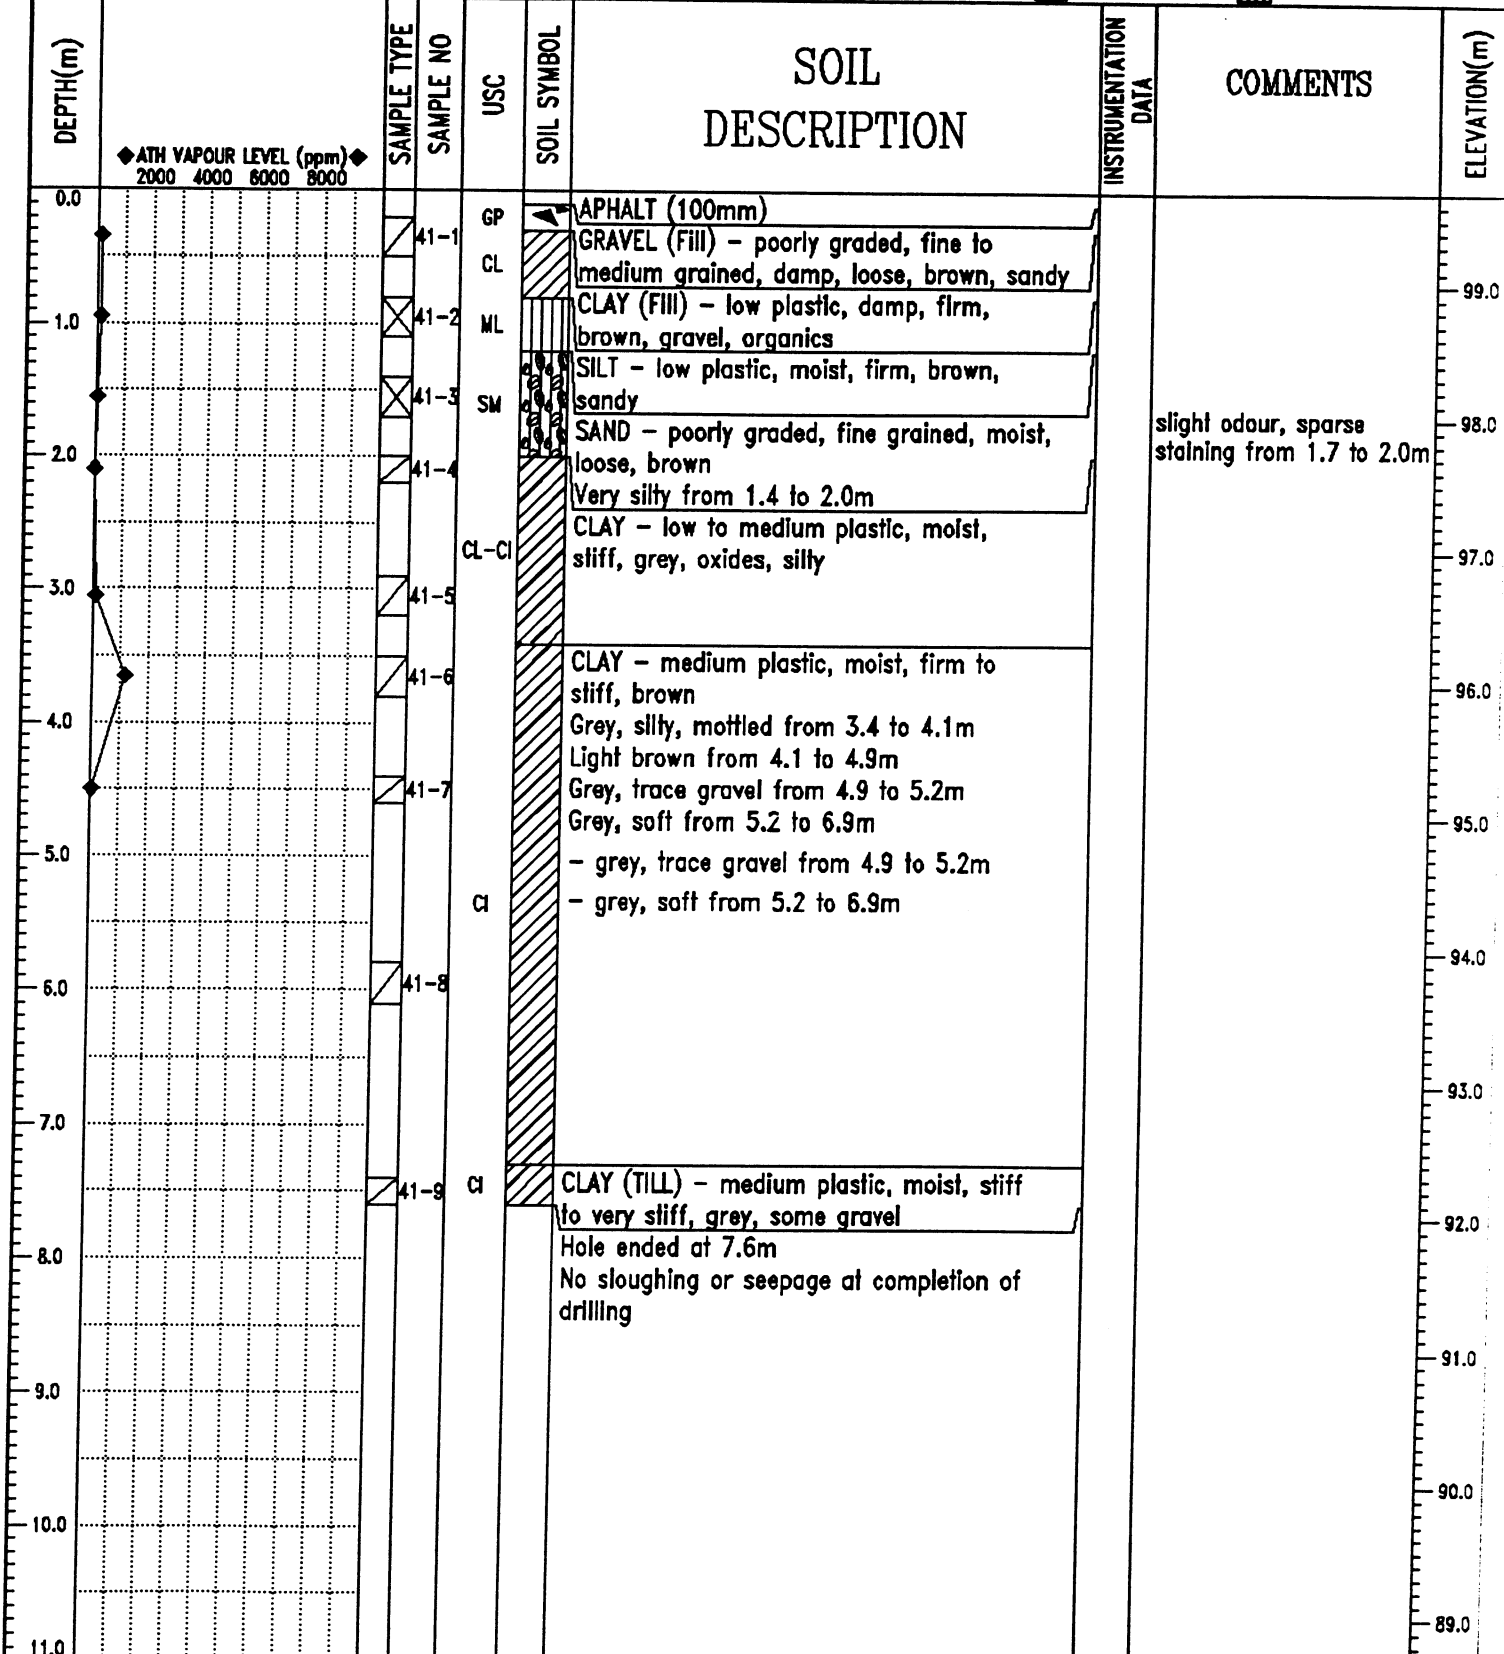 DEPTH(m)
◆ATH VAPOUR LEVEL (ppm)◆
2000 4000 6000 8000
SAMPLE TYPE
SAMPLE NO
USC
SOIL SYMBOL
SOIL
DESCRIPTION
INSTRUMENTATION
DATA
COMMENTS
ELEVATION(m)
0.0
1.0
2.0
3.0
4.0
5.0
6.0
7.0
8.0
9.0
10.0
11.0
41-1
41-2
41-3
41-4
41-5
41-6
41-7
41-8
41-9
GP
CL
ML
SM
CL-CI
CI
CI
APHALT (100mm)
GRAVEL (Fill) - poorly graded, fine to
medium grained, damp, loose, brown, sandy
CLAY (Fill) - low plastic, damp, firm,
brown, gravel, organics
SILT - low plastic, moist, firm, brown,
sandy
SAND - poorly graded, fine grained, moist,
loose, brown
Very silty from 1.4 to 2.0m
CLAY - low to medium plastic, moist,
stiff, grey, oxides, silty
CLAY - medium plastic, moist, firm to
stiff, brown
Grey, silty, mottled from 3.4 to 4.1m
Light brown from 4.1 to 4.9m
Grey, trace gravel from 4.9 to 5.2m
Grey, soft from 5.2 to 6.9m
- grey, trace gravel from 4.9 to 5.2m
- grey, soft from 5.2 to 6.9m
CLAY (TILL) - medium plastic, moist, stiff
to very stiff, grey, some gravel
Hole ended at 7.6m
No sloughing or seepage at completion of
drilling
slight odour, sparse
staining from 1.7 to 2.0m
99.0
98.0
97.0
96.0
95.0
94.0
93.0
92.0
91.0
90.0
89.0